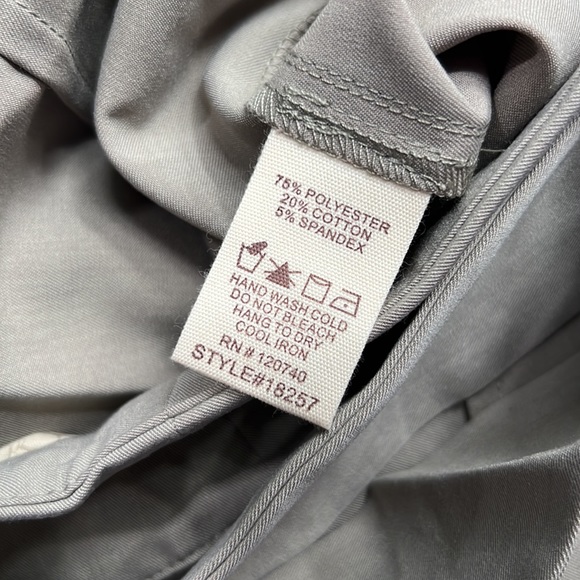 75% POLYESTER
20% COTTON
5% SPANDEX
HAND WASH COLD
DO NOT BLEACH
HANG TO DRY
COOL IRON
RN # 120740
STYLE#18257